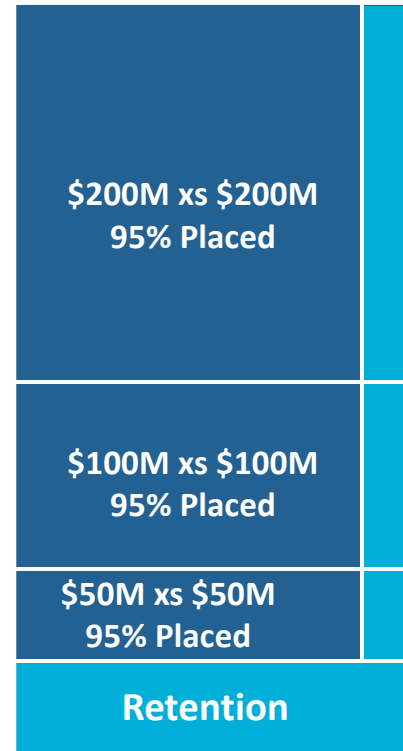 $200M xs $200M
95% Placed
$100M xs $100M
95% Placed
$50M xs $50M
95% Placed
Retention